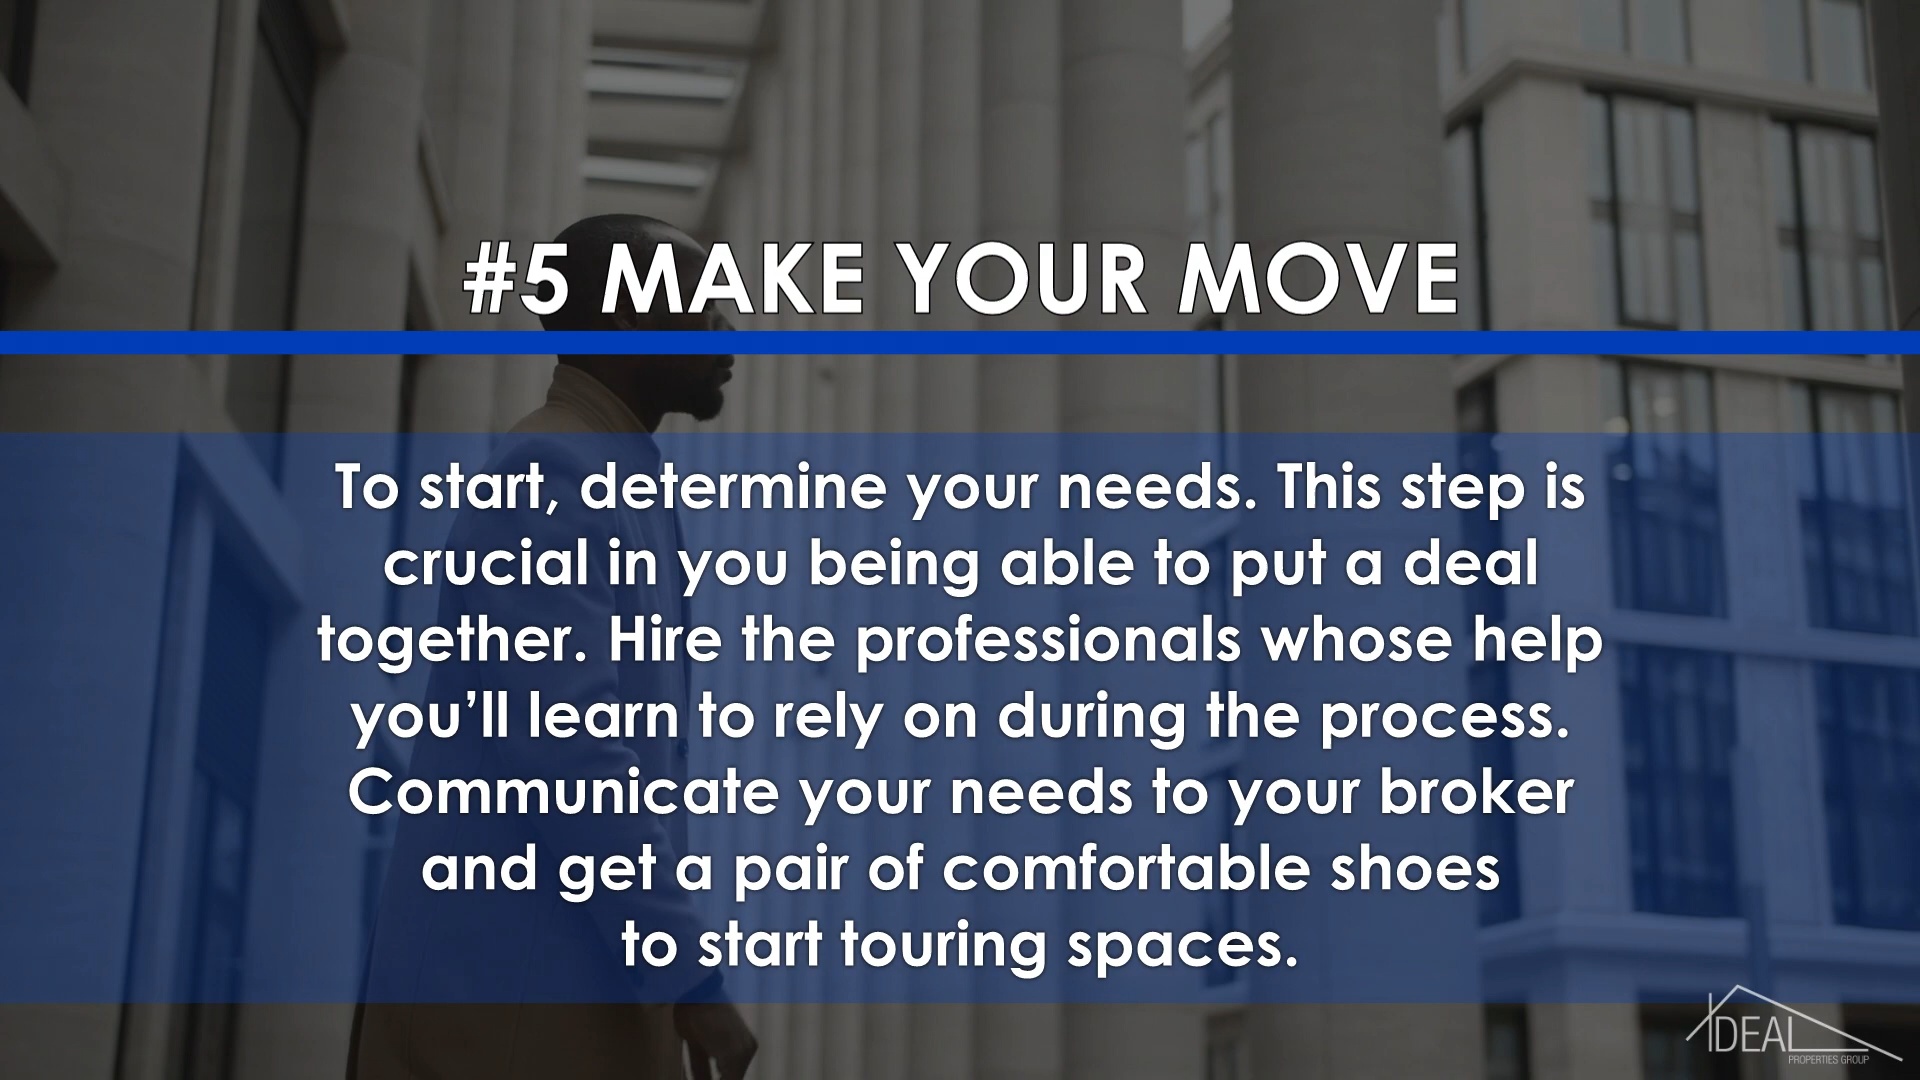 #5 MAKE YOUR MOVE
To start, determine your needs. This step is
crucial in you being able to put a deal
together. Hire the professionals whose help
you’ll learn to rely on during the process.
Communicate your needs to your broker
and get a pair of comfortable shoes
to start touring spaces.
IDEAL
PROPERTIES GROUP